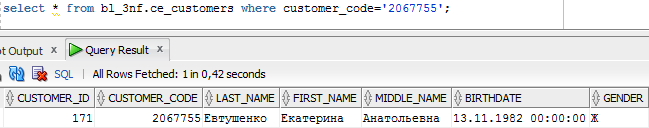 select * from bl_3nf.ce_customers where customer_code='2067755';
ot Output × Query Result ×
SQL | All Rows Fetched: 1 in 0,42 seconds
CUSTOMER_ID CUSTOMER_CODE LAST_NAME FIRST_NAME MIDDLE_NAME BIRTHDATE GENDER
171 2067755 Евтушенко Екатерина Анатольевна 13.11.1982 00:00:00 Ж